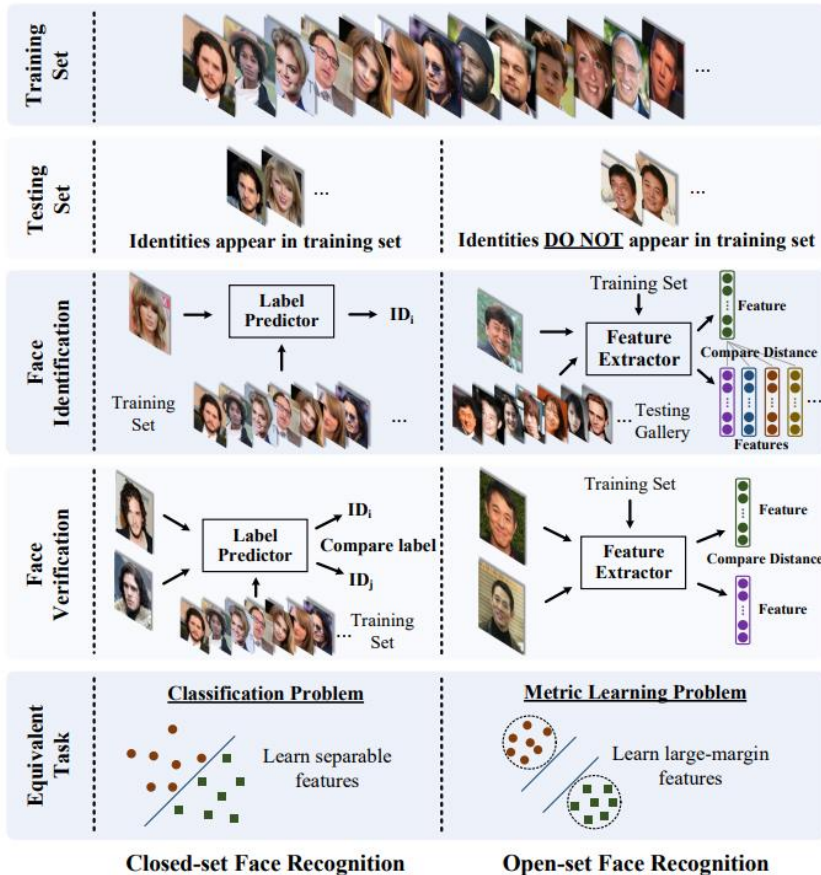 Training
Set
...
Testing
Set
...
Identities appear in training set
...
Identities DO NOT appear in training set
Face
Identification
Label
Predictor
IDi
Training
Set
...
Training Set
Feature
Extractor
Feature
Compare Distance
... Testing
Gallery
...
Features
Face
Verification
Label
Predictor
IDi
Compare label
IDj
... Training
Set
Training Set
Feature
Extractor
Feature
Compare Distance
Feature
Equivalent
Task
Classification Problem
Learn separable
features
Metric Learning Problem
Learn large-margin
features
Closed-set Face Recognition
Open-set Face Recognition